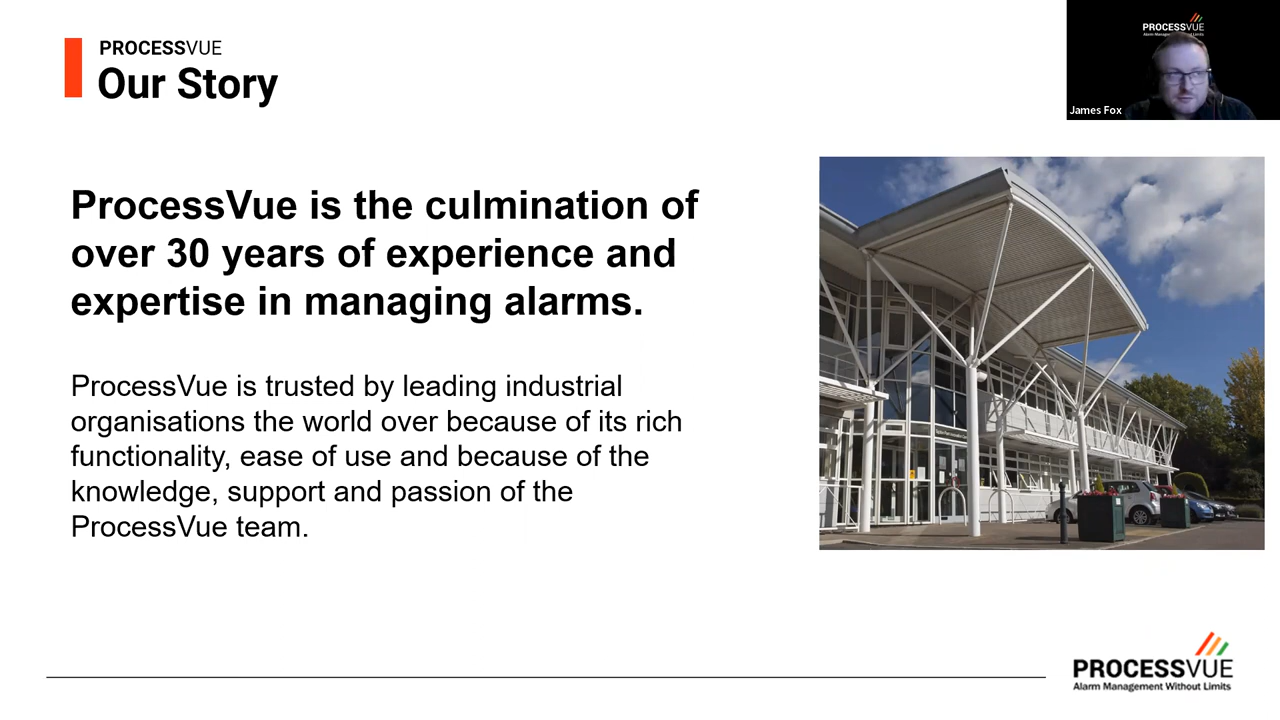 PROCESSVUE
Our Story
PROCESSVUE
James Fox
ProcessVue is the culmination of
over 30 years of experience and
expertise in managing alarms.
ProcessVue is trusted by leading industrial
organisations the world over because of its rich
functionality, ease of use and because of the
knowledge, support and passion of the
ProcessVue team.
PROCESSVUE
Alarm Management Without Limits